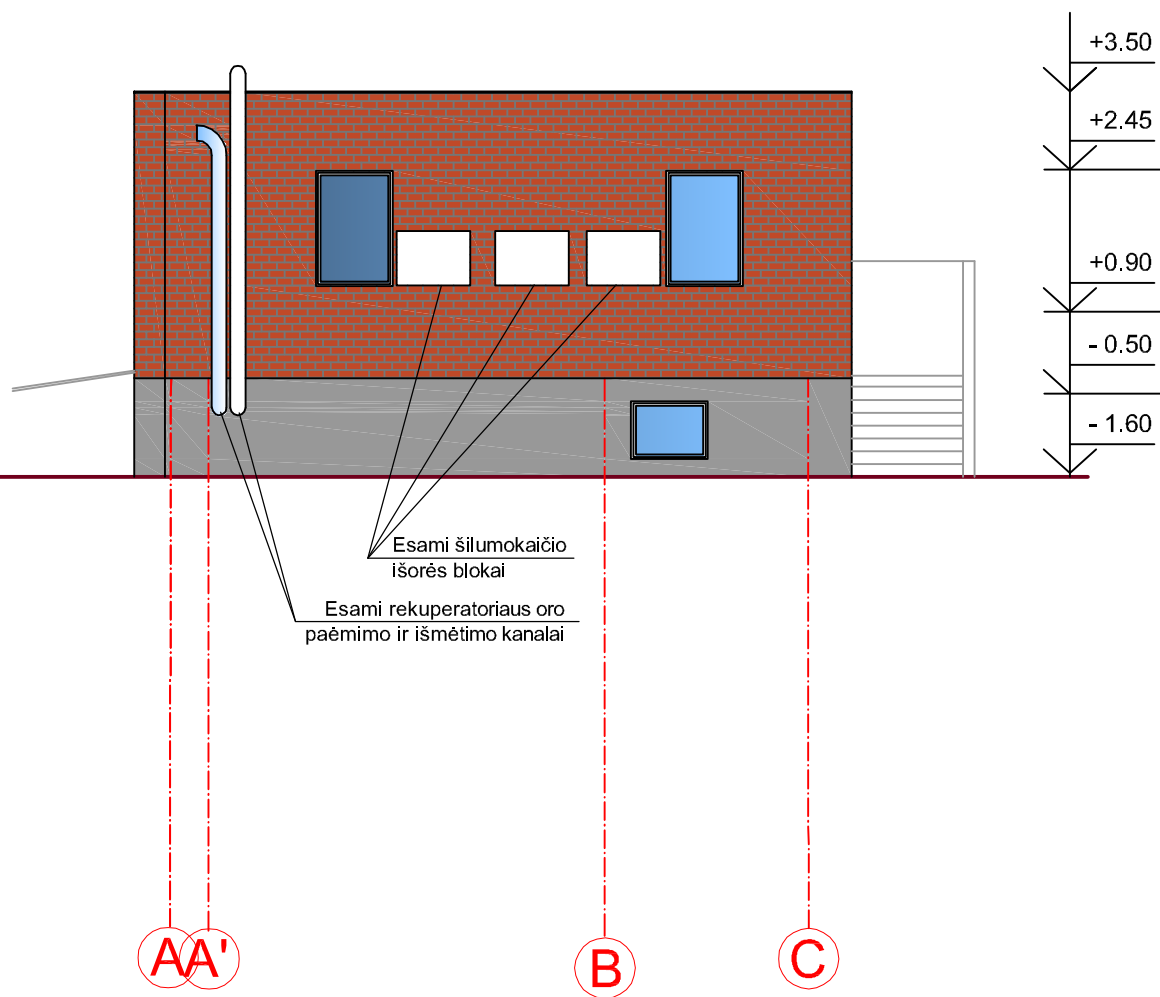 +3.50
+2.45
+0.90
- 0.50
- 1.60
Esami šilumokaičio
išorės blokai
Esami rekuperatoriaus oro
paėmimo ir išmėtimo kanalai
A A' B C